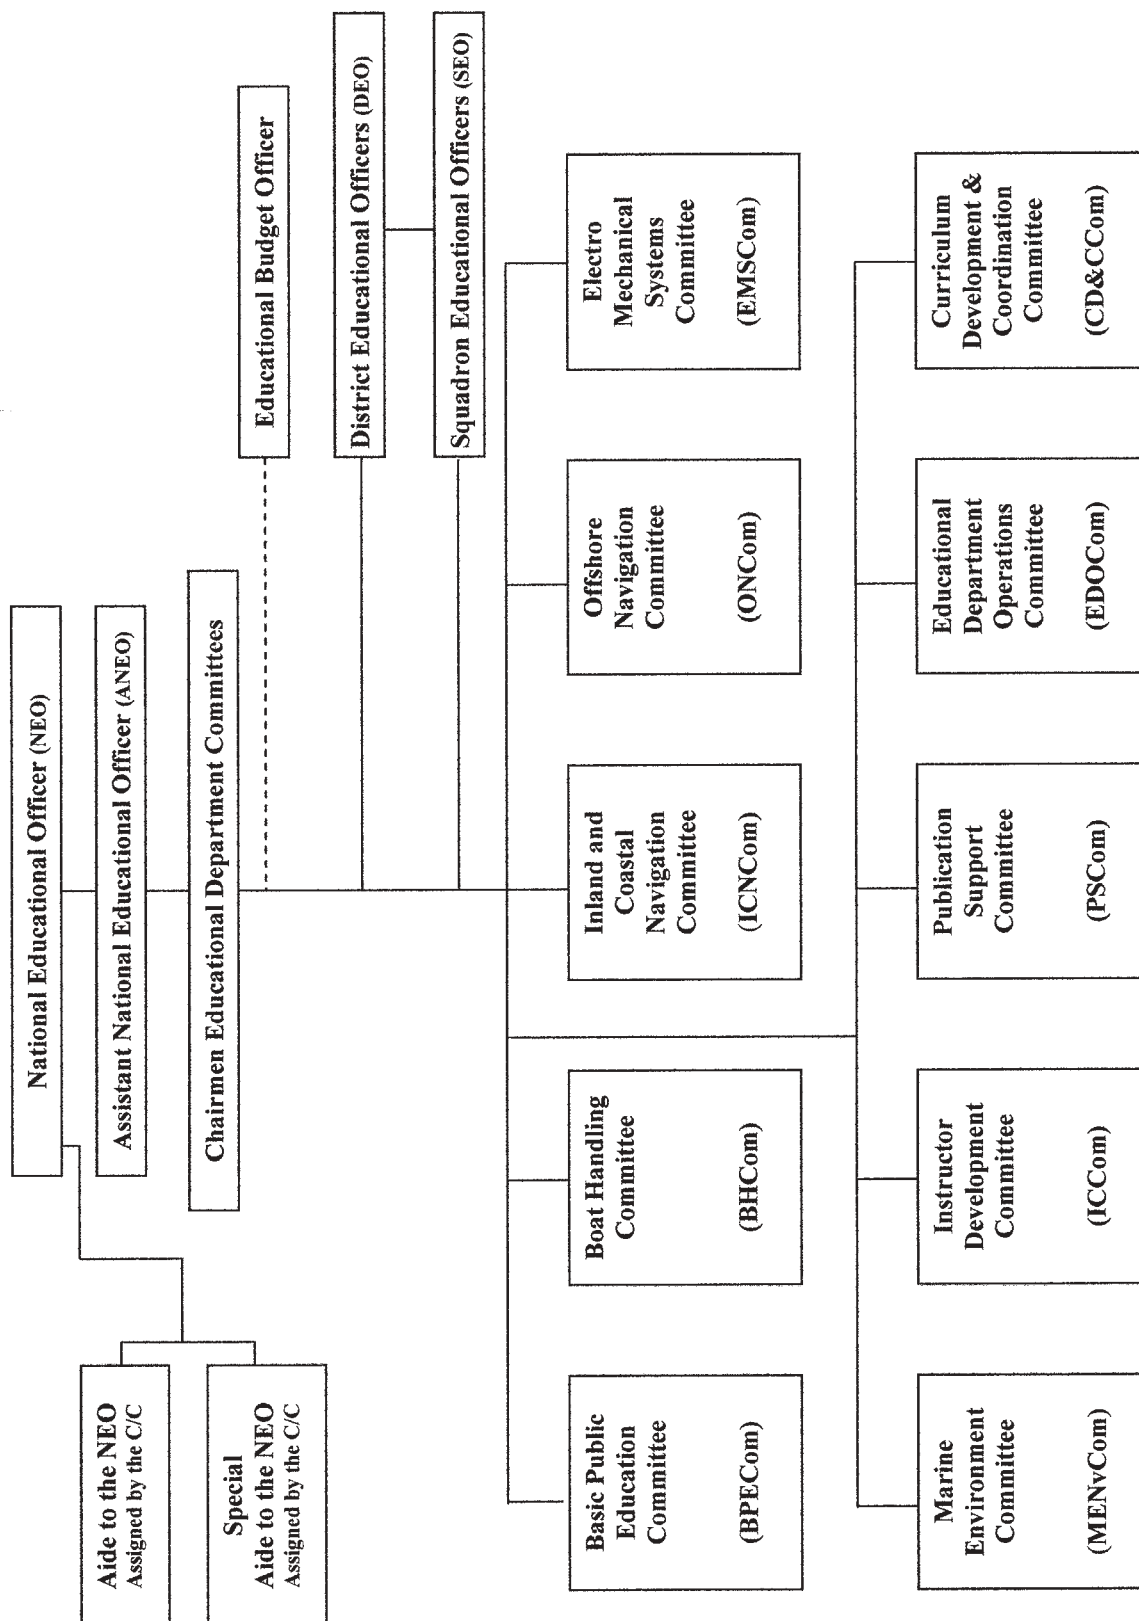 National Educational Officer (NEO)
Assistant National Educational Officer (ANEO)
Chairmen Educational Department Committees
Aide to the NEO
Assigned by the C/C
Special
Aide to the NEO
Assigned by the C/C
Educational Budget Officer
District Educational Officers (DEO)
Squadron Educational Officers (SEO)
Basic Public
Education
Committee
(BPECom)
Boat Handling
Committee
(BHCom)
Inland and
Coastal
Navigation
Committee
(ICNCom)
Offshore
Navigation
Committee
(ONCom)
Electro
Mechanical
Systems
Committee
(EMSCom)
Marine
Environment
Committee
(MENvCom)
Instructor
Development
Committee
(ICCom)
Publication
Support
Committee
(PSCom)
Educational
Department
Operations
Committee
(EDOCom)
Curriculum
Development &
Coordination
Committee
(CD&CCom)